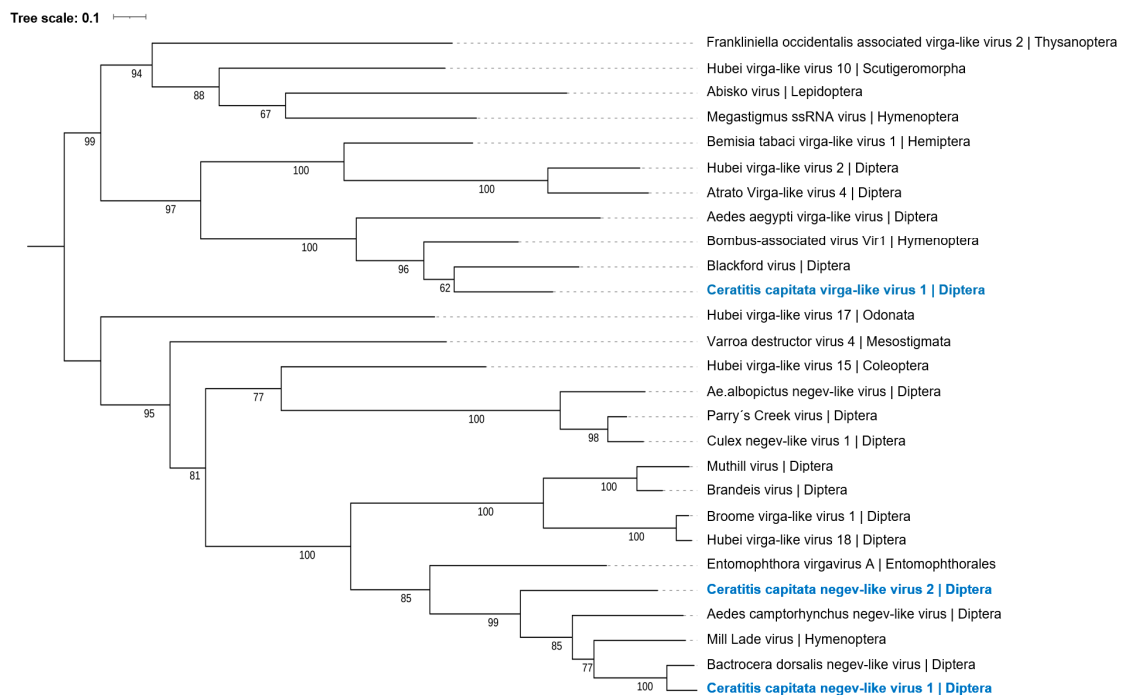 Tree scale: 0.1
Frankliniella occidentalis associated virga-like virus 2 | Thysanoptera
94
Hubei virga-like virus 10 | Scutigeromorpha
88
Abisko virus | Lepidoptera
67
Megastigmus ssRNA virus | Hymenoptera
99
Bemisia tabaci virga-like virus 1 | Hemiptera
100
Hubei virga-like virus 2 | Diptera
100
Atrato Virga-like virus 4 | Diptera
97
Aedes aegypti virga-like virus | Diptera
100
Bombus-associated virus Vir1 | Hymenoptera
96
Blackford virus | Diptera
62
Ceratitis capitata virga-like virus 1 | Diptera
Hubei virga-like virus 17 | Odonata
Varroa destructor virus 4 | Mesostigmata
95
Hubei virga-like virus 15 | Coleoptera
77
Ae.albopictus negev-like virus | Diptera
100
Parry´s Creek virus | Diptera
98
Culex negev-like virus 1 | Diptera
81
Muthill virus | Diptera
100
Brandeis virus | Diptera
100
Broome virga-like virus 1 | Diptera
100
Hubei virga-like virus 18 | Diptera
100
Entomophthora virgavirus A | Entomophthorales
85
Ceratitis capitata negev-like virus 2 | Diptera
99
Aedes camptorhynchus negev-like virus | Diptera
85
Mill Lade virus | Hymenoptera
77
Bactrocera dorsalis negev-like virus | Diptera
100
Ceratitis capitata negev-like virus 1 | Diptera